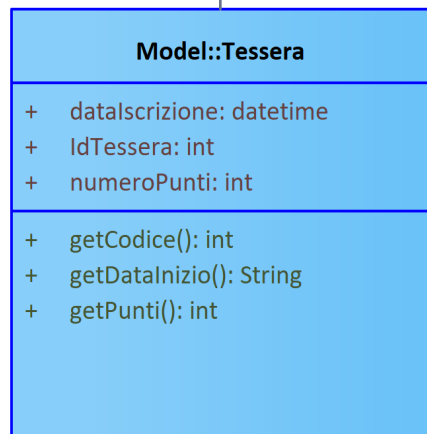 Model::Tessera
+ dataIscrizione: datetime
+ IdTessera: int
+ numeroPunti: int
+ getCodice(): int
+ getDataInizio(): String
+ getPunti(): int